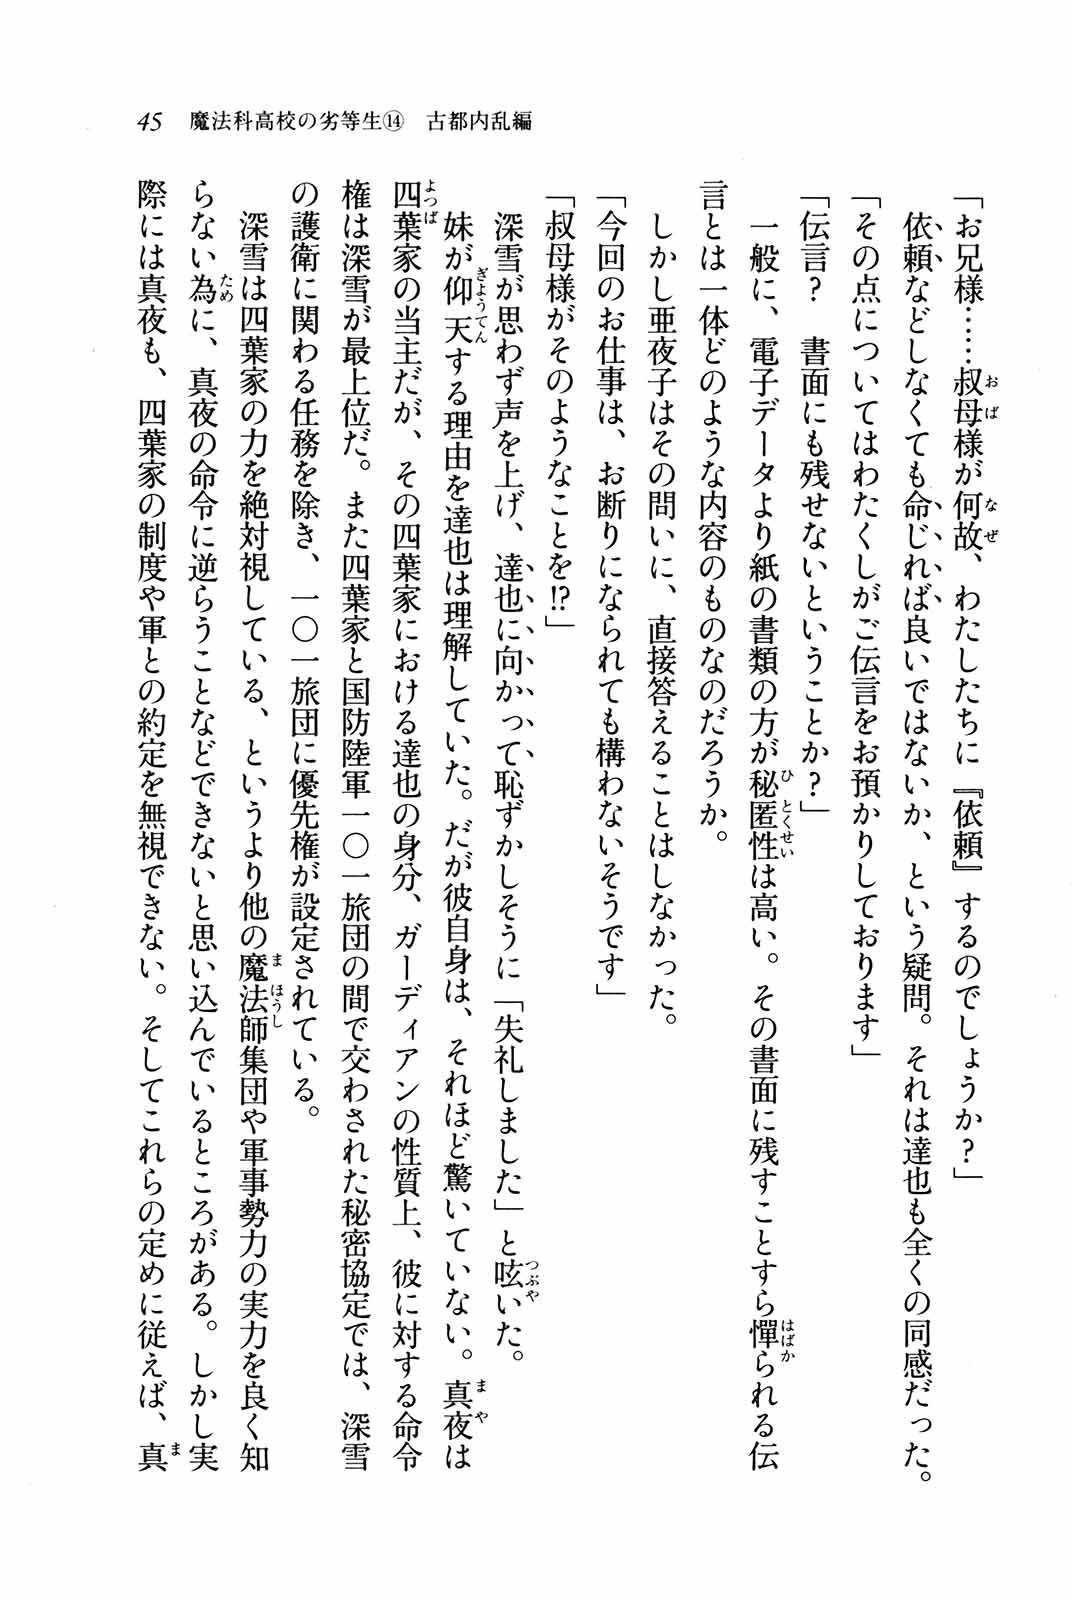 45　魔法科高校の劣等生⑭　古都内乱編
「お兄様……叔母様が何故、わたしたちに『依頼』するのでしょうか？」
　依頼などしなくても命じれば良いではないか、という疑問。それは達也も全くの同感だった。
「その点についてはわたくしがご伝言をお預かりしております」
「伝言？　書面にも残せないということか？」
　一般に、電子データより紙の書類の方が秘匿性は高い。その書面に残すことすら憚られる伝
言とは一体どのような内容のものなのだろうか。
　しかし亜夜子はその問いに、直接答えることはしなかった。
「今回のお仕事は、お断りになられても構わないそうです」
「叔母様がそのようなことを!?」
　深雪が思わず声を上げ、達也に向かって恥ずかしそうに「失礼しました」と呟いた。
　妹が仰天する理由を達也は理解していた。だが彼自身は、それほど驚いていない。真夜は
四葉家の当主だが、その四葉家における達也の身分、ガーディアンの性質上、彼に対する命令
権は深雪が最上位だ。また四葉家と国防陸軍一〇一旅団の間で交わされた秘密協定では、深雪
の護衛に関わる任務を除き、一〇一旅団に優先権が設定されている。
　深雪は四葉家の力を絶対視している、というより他の魔法師集団や軍事勢力の実力を良く知
らない為に、真夜の命令に逆らうことなどできないと思い込んでいるところがある。しかし実
際には真夜も、四葉家の制度や軍との約定を無視できない。そしてこれらの定めに従えば、真